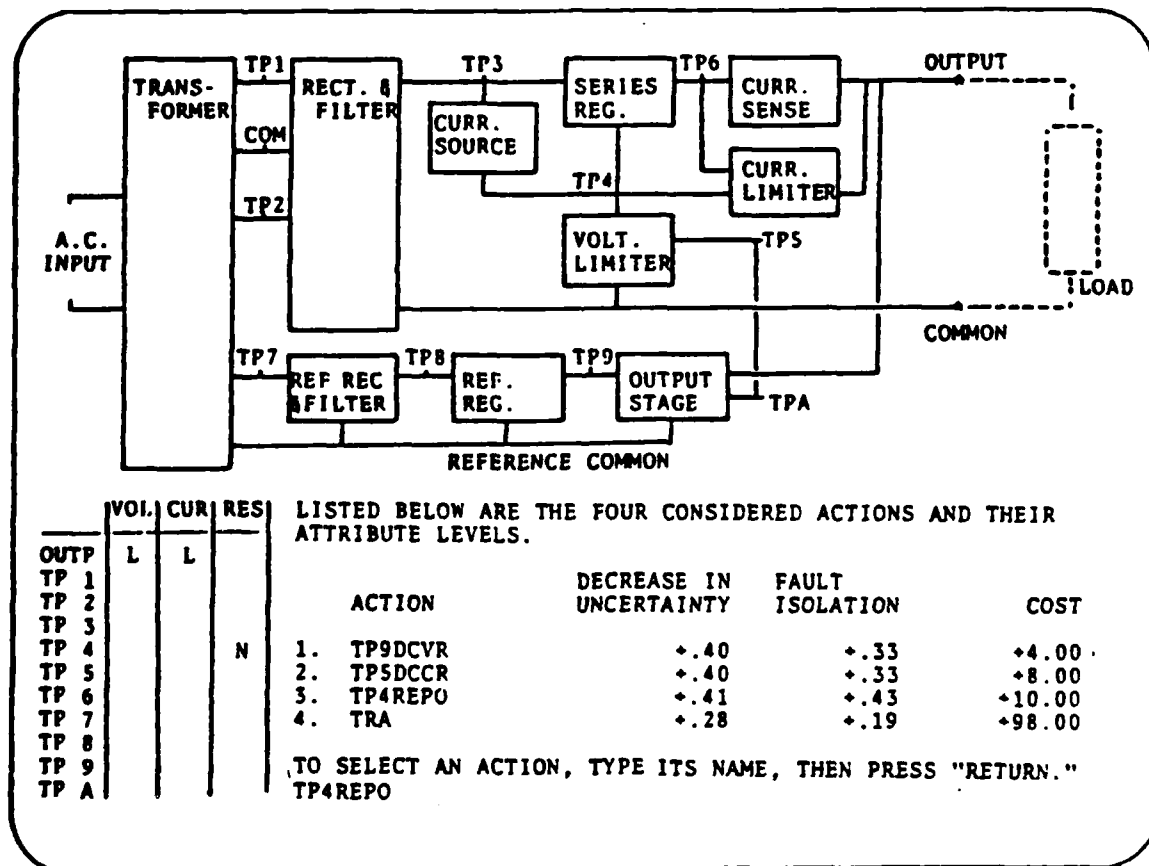 TP1 TP3 TP6 OUTPUT
TRANS-
FORMER
RECT. &
FILTER
SERIES
REG.
CURR.
SENSE
COM
CURR.
SOURCE
TP4
CURR.
LIMITER
TP2
A.C.
INPUT
VOLT.
LIMITER
TP5
LOAD
COMMON
TP7 TP8 TP9
REF REC
&FILTER
REF.
REG.
OUTPUT
STAGE
TPA
REFERENCE COMMON
VOL CUR RES
OUTP L L
TP 1
TP 2
TP 3
TP 4 N
TP 5
TP 6
TP 7
TP 8
TP 9
TP A
LISTED BELOW ARE THE FOUR CONSIDERED ACTIONS AND THEIR
ATTRIBUTE LEVELS.
DECREASE IN FAULT
ACTION UNCERTAINTY ISOLATION COST
1. TP9DCVR +.40 +.33 +4.00
2. TP5DCCR +.40 +.33 +8.00
3. TP4REPO +.41 +.43 +10.00
4. TRA +.28 +.19 +98.00
TO SELECT AN ACTION, TYPE ITS NAME, THEN PRESS "RETURN."
TP4REPO